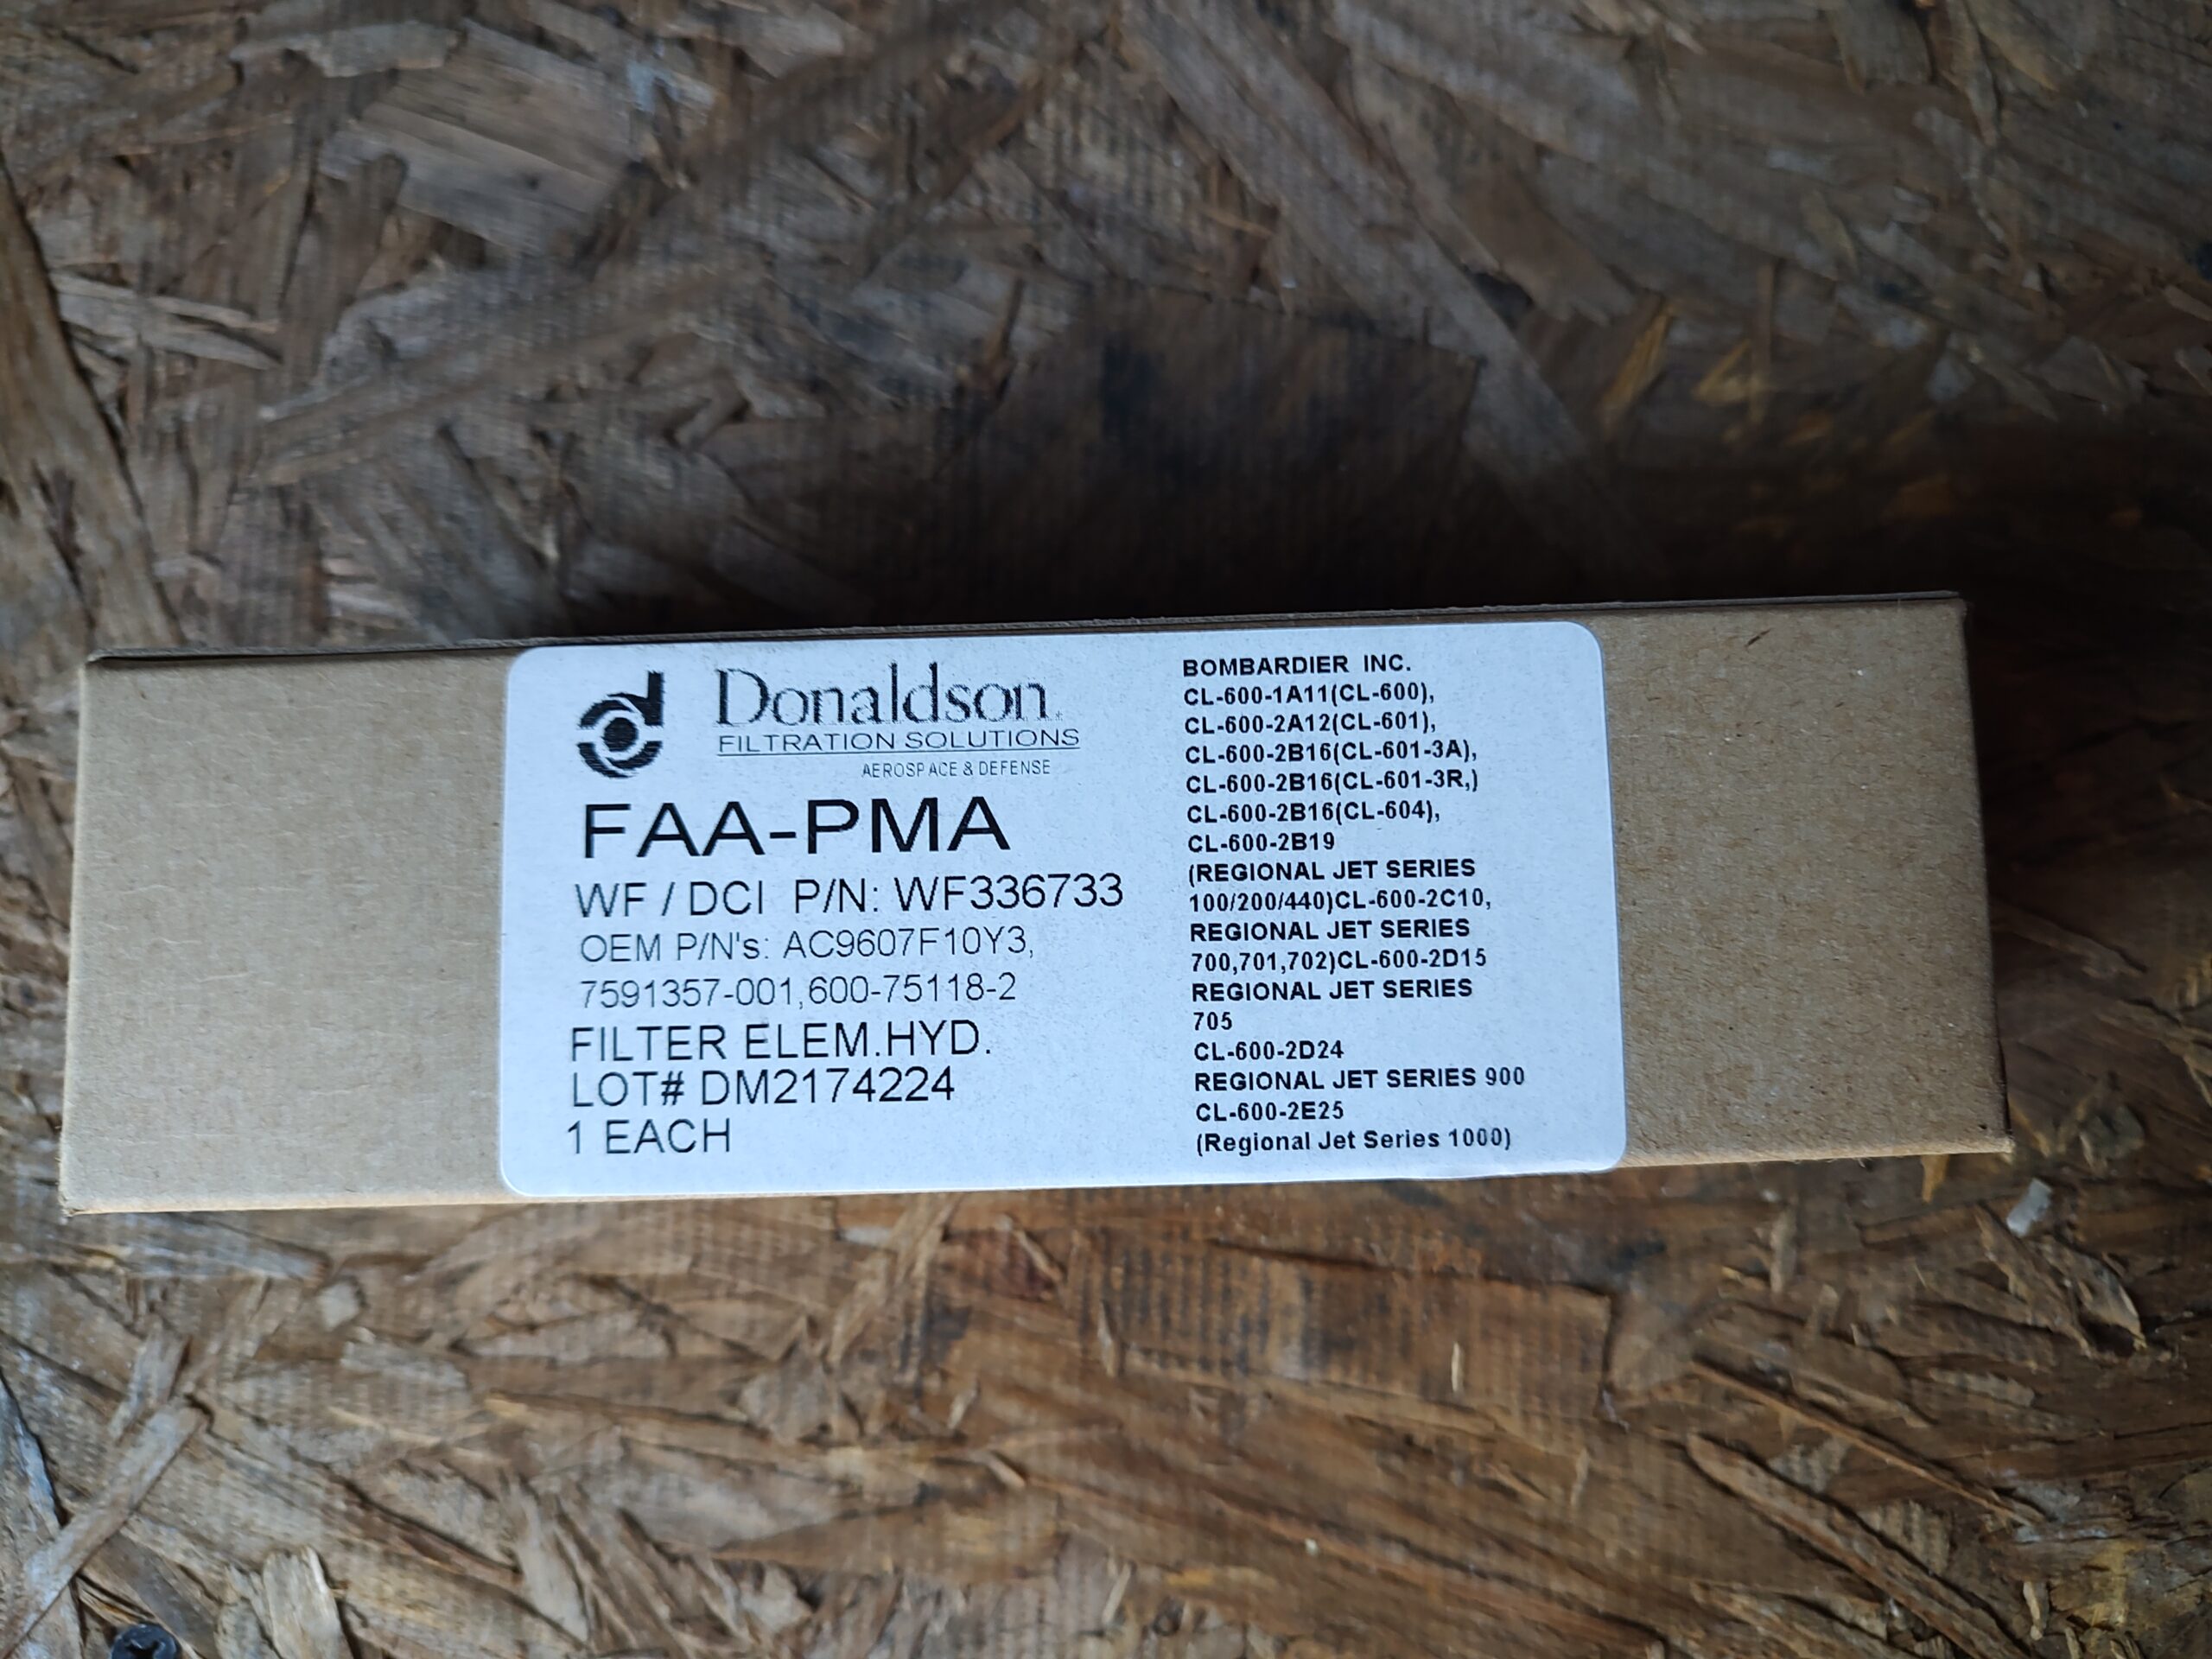 Donaldson.
FILTRATION SOLUTIONS
AEROSPACE & DEFENSE
FAA-PMA
WF / DCI P/N: WF336733
OEM P/N's: AC9607F10Y3,
7591357-001,600-75118-2
FILTER ELEM.HYD.
LOT# DM2174224
1 EACH
BOMBARDIER INC.
CL-600-1A11(CL-600),
CL-600-2A12(CL-601),
CL-600-2B16(CL-601-3A),
CL-600-2B16(CL-601-3R,)
CL-600-2B16(CL-604),
CL-600-2B19
(REGIONAL JET SERIES
100/200/440)CL-600-2C10,
REGIONAL JET SERIES
700,701,702)CL-600-2D15
REGIONAL JET SERIES
705
CL-600-2D24
REGIONAL JET SERIES 900
CL-600-2E25
(Regional Jet Series 1000)